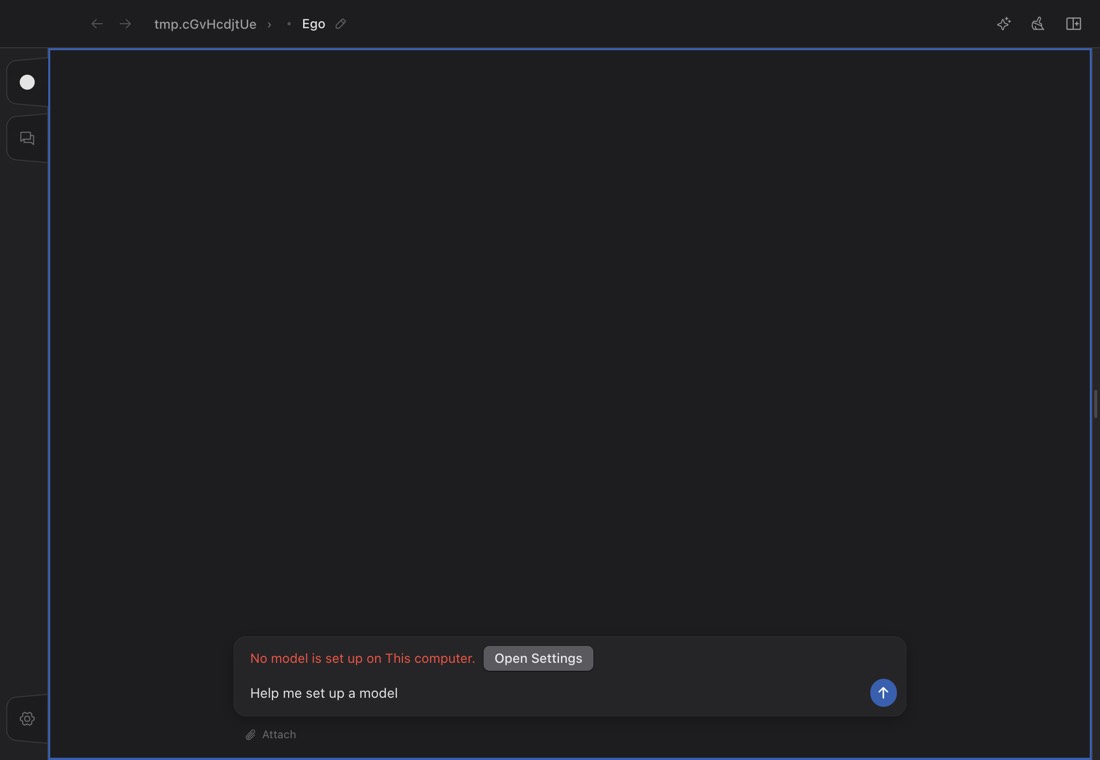 tmp.cGvHcdjtUe › • Ego
No model is set up on This computer. Open Settings
Help me set up a model
Attach